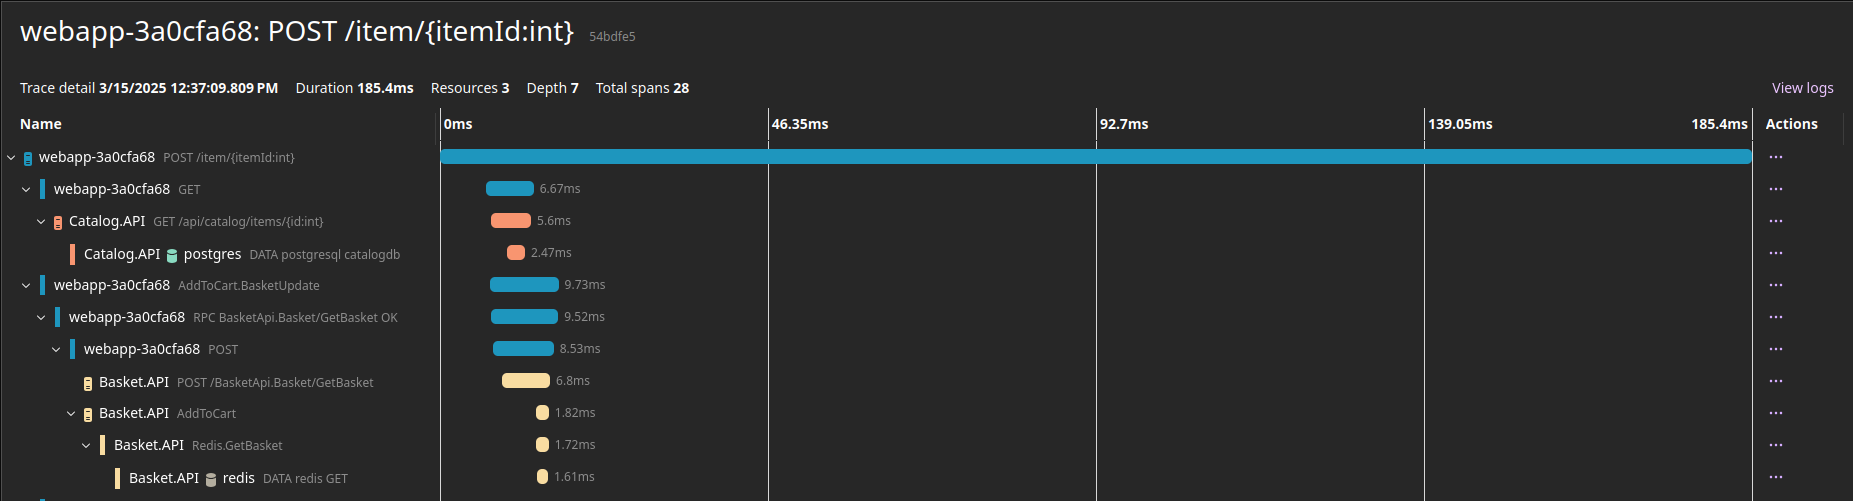 webapp-3a0cfa68: POST /item/{itemId:int} 54bdfe5
Trace detail 3/15/2025 12:37:09.809 PM Duration 185.4ms Resources 3 Depth 7 Total spans 28 View logs
Name 0ms 46.35ms 92.7ms 139.05ms 185.4ms Actions
webapp-3a0cfa68 POST /item/{itemId:int} ...
webapp-3a0cfa68 GET 6.67ms ...
Catalog.API GET /api/catalog/items/{id:int} 5.6ms ...
Catalog.API postgres DATA postgresql catalogdb 2.47ms ...
webapp-3a0cfa68 AddToCart.BasketUpdate 9.73ms ...
webapp-3a0cfa68 RPC BasketApi.Basket/GetBasket OK 9.52ms ...
webapp-3a0cfa68 POST 8.53ms ...
Basket.API POST /BasketApi.Basket/GetBasket 6.8ms ...
Basket.API AddToCart 1.82ms ...
Basket.API Redis.GetBasket 1.72ms ...
Basket.API redis DATA redis GET 1.61ms ...